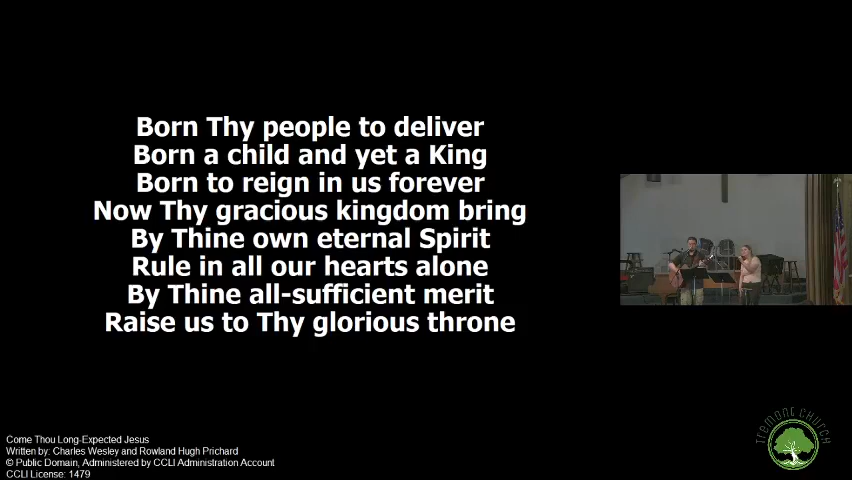 Born Thy people to deliver
Born a child and yet a King
Born to reign in us forever
Now Thy gracious kingdom bring
By Thine own eternal Spirit
Rule in all our hearts alone
By Thine all-sufficient merit
Raise us to Thy glorious throne
Come Thou Long-Expected Jesus
Written by: Charles Wesley and Rowland Hugh Prichard
© Public Domain, Administered by CCLI Administration Account
CCLI License: 1479
TREMONT CHURCH